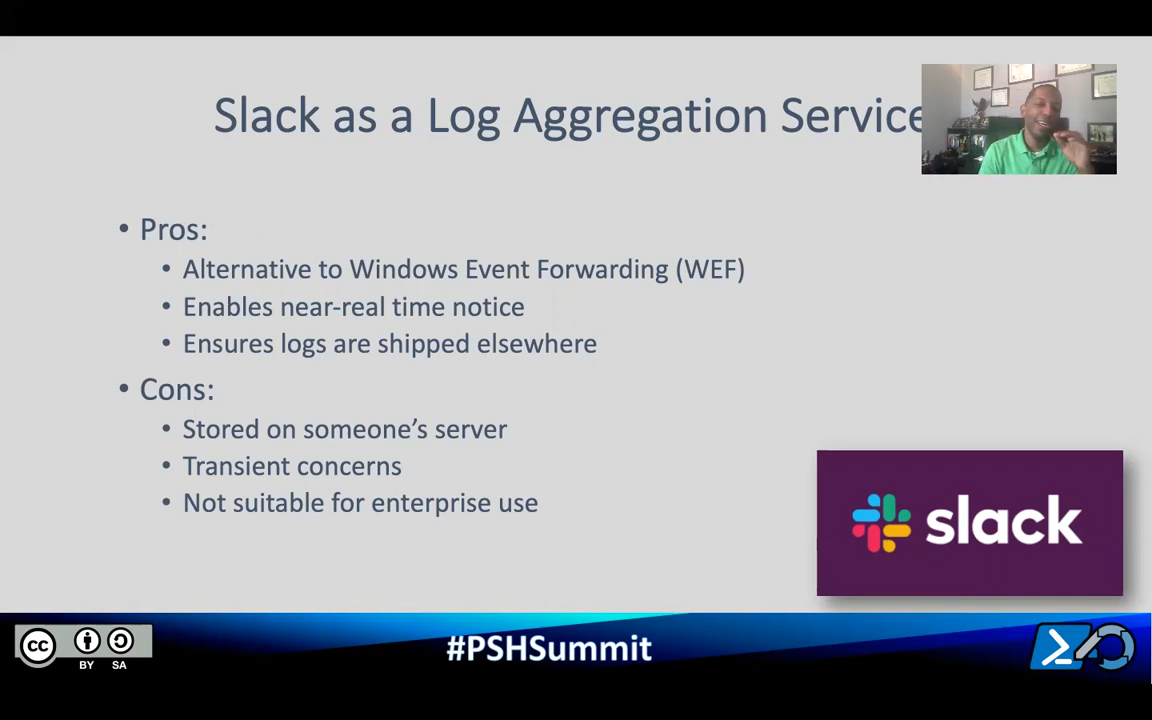 Slack as a Log Aggregation Service
• Pros:
• Alternative to Windows Event Forwarding (WEF)
• Enables near-real time notice
• Ensures logs are shipped elsewhere
• Cons:
• Stored on someone’s server
• Transient concerns
• Not suitable for enterprise use
slack
cc
BY SA
#PSHSummit